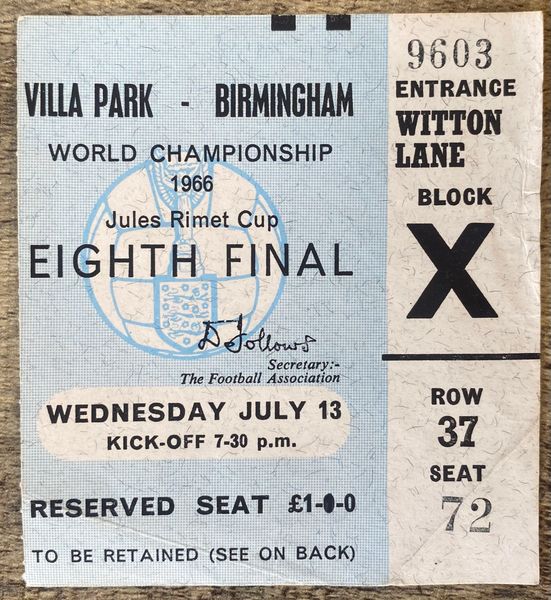 VILLA PARK - BIRMINGHAM
WORLD CHAMPIONSHIP
1966
Jules Rimet Cup
EIGHTH FINAL
D Follows
Secretary:-
The Football Association
WEDNESDAY JULY 13
KICK-OFF 7-30 p.m.
RESERVED SEAT £1-0-0
TO BE RETAINED (SEE ON BACK)
9603
ENTRANCE
WITTON
LANE
BLOCK
X
ROW
37
SEAT
72